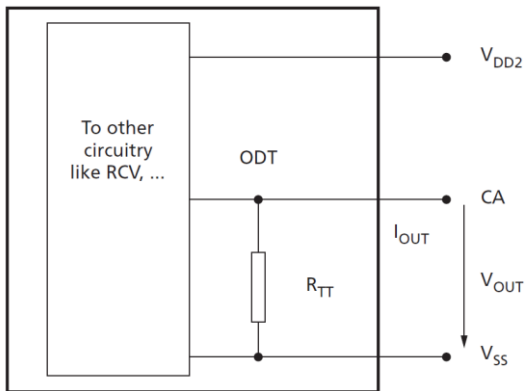 V_DD2
To other
circuitry
like RCV, ...
ODT
CA
I_OUT
R_TT
V_OUT
V_SS